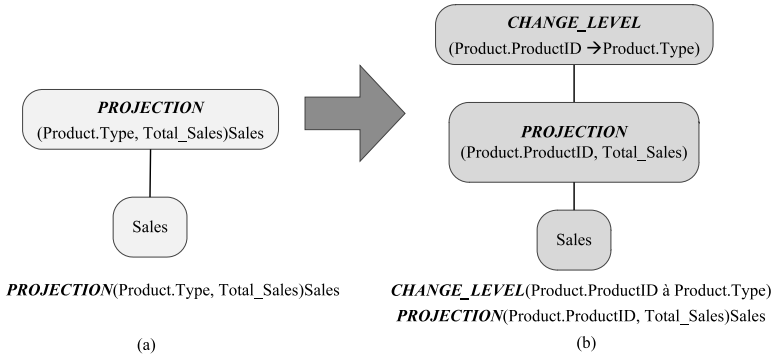 PROJECTION
(Product.Type, Total_Sales)Sales
Sales
PROJECTION(Product.Type, Total_Sales)Sales
(a)
CHANGE_LEVEL
(Product.ProductID →Product.Type)
PROJECTION
(Product.ProductID, Total_Sales)
Sales
CHANGE_LEVEL(Product.ProductID à Product.Type)
PROJECTION(Product.ProductID, Total_Sales)Sales
(b)